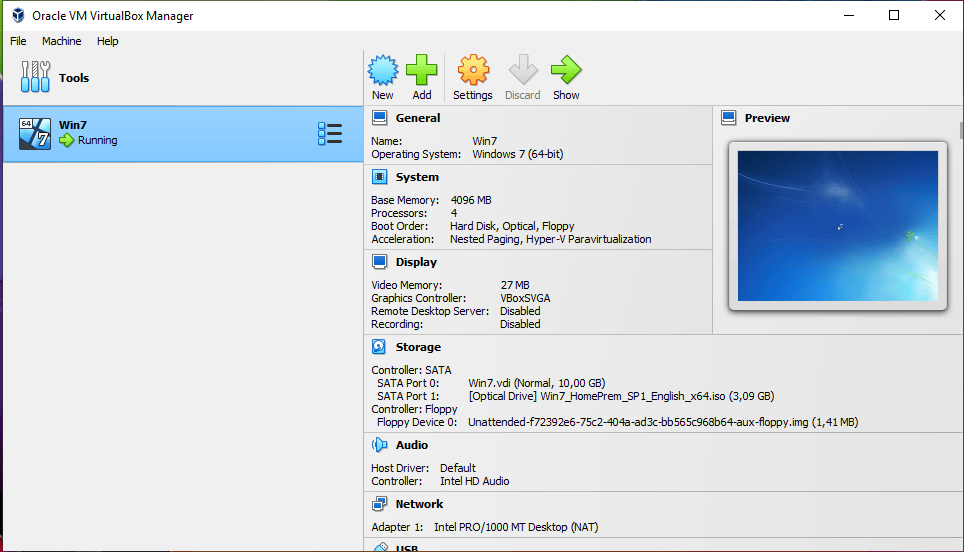 Oracle VM VirtualBox Manager
File Machine Help
Tools
New Add Settings Discard Show
64 7
Win7
Running
General
Name: Win7
Operating System: Windows 7 (64-bit)
Preview
System
Base Memory: 4096 MB
Processors: 4
Boot Order: Hard Disk, Optical, Floppy
Acceleration: Nested Paging, Hyper-V Paravirtualization
Display
Video Memory: 27 MB
Graphics Controller: VBoxSVGA
Remote Desktop Server: Disabled
Recording: Disabled
Storage
Controller: SATA
SATA Port 0: Win7.vdi (Normal, 10,00 GB)
SATA Port 1: [Optical Drive] Win7_HomePrem_SP1_English_x64.iso (3,09 GB)
Controller: Floppy
Floppy Device 0: Unattended-f72392e6-75c2-404a-ad3c-bb565c968b64-aux-floppy.img (1,41 MB)
Audio
Host Driver: Default
Controller: Intel HD Audio
Network
Adapter 1: Intel PRO/1000 MT Desktop (NAT)
USB